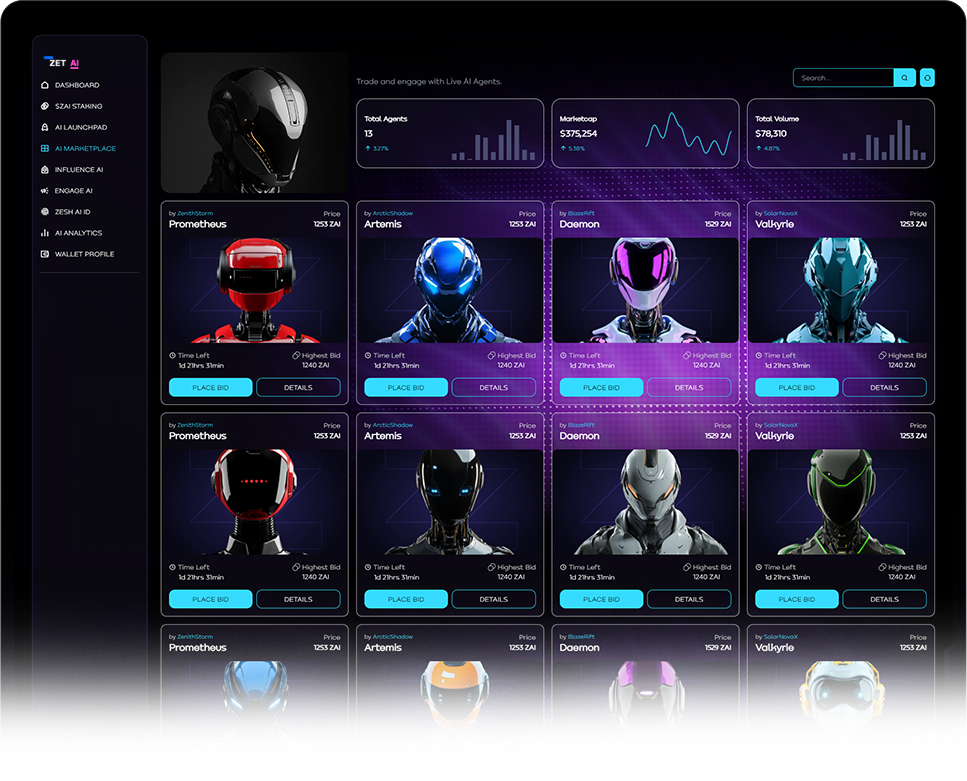 ZET AI
DASHBOARD
$ZAI STAKING
AI LAUNCHPAD
AI MARKETPLACE
INFLUENCE AI
ENGAGE AI
ZESH AI ID
AI ANALYTICS
WALLET PROFILE
Trade and engage with Live AI Agents.
Search...
Total Agents
13
3.27%
Marketcap
$375,254
5.38%
Total Volume
$78,310
4.87%
by ZenithStorm Price
Prometheus 1253 ZAI
Time Left Highest Bid
1d 21hrs 31min 1240 ZAI
PLACE BID DETAILS
by ArcticShadow Price
Artemis 1253 ZAI
Time Left Highest Bid
1d 21hrs 31min 1240 ZAI
PLACE BID DETAILS
by BlazeRift Price
Daemon 1529 ZAI
Time Left Highest Bid
1d 21hrs 31min 1240 ZAI
PLACE BID DETAILS
by SolarNovaX Price
Valkyrie 1253 ZAI
Time Left Highest Bid
1d 21hrs 31min 1240 ZAI
PLACE BID DETAILS
by ZenithStorm Price
Prometheus 1253 ZAI
Time Left Highest Bid
1d 21hrs 31min 1240 ZAI
PLACE BID DETAILS
by ArcticShadow Price
Artemis 1253 ZAI
Time Left Highest Bid
1d 21hrs 31min 1240 ZAI
PLACE BID DETAILS
by BlazeRift Price
Daemon 1529 ZAI
Time Left Highest Bid
1d 21hrs 31min 1240 ZAI
PLACE BID DETAILS
by SolarNovaX Price
Valkyrie 1253 ZAI
Time Left Highest Bid
1d 21hrs 31min 1240 ZAI
PLACE BID DETAILS
by ZenithStorm Price
Prometheus 1253 ZAI
by ArcticShadow Price
Artemis 1253 ZAI
by BlazeRift Price
Daemon 1529 ZAI
by SolarNovaX Price
Valkyrie 1253 ZAI